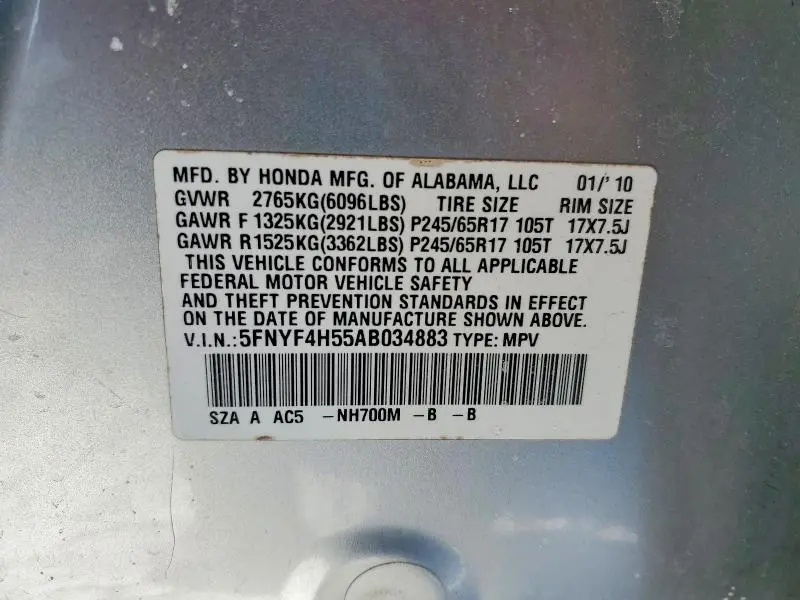 MFD. BY HONDA MFG. OF ALABAMA, LLC 01/'10
GVWR 2765KG(6096LBS) TIRE SIZE RIM SIZE
GAWR F 1325KG(2921LBS) P245/65R17 105T 17X7.5J
GAWR R1525KG(3362LBS) P245/65R17 105T 17X7.5J
THIS VEHICLE CONFORMS TO ALL APPLICABLE
FEDERAL MOTOR VEHICLE SAFETY
AND THEFT PREVENTION STANDARDS IN EFFECT
ON THE DATE OF MANUFACTURE SHOWN ABOVE.
V.I.N.:5FNYF4H55AB034883 TYPE: MPV
SZA A AC5 -NH700M -B -B